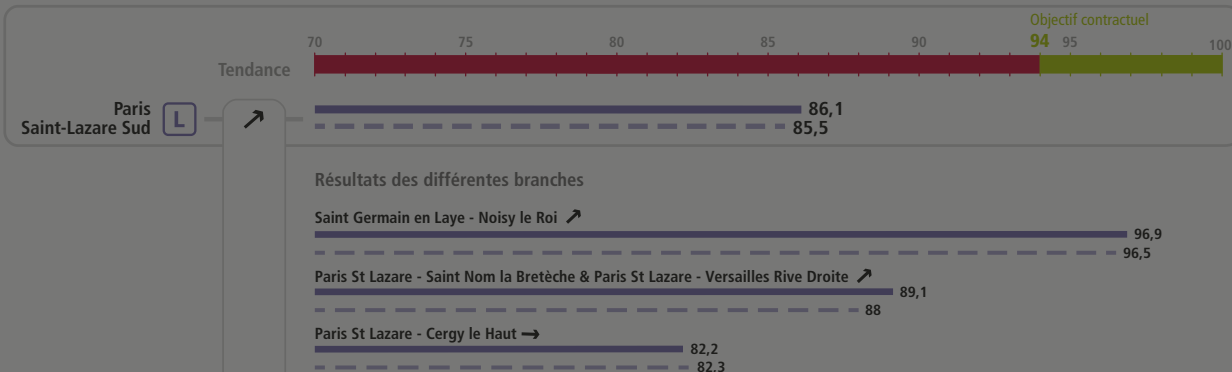 Objectif contractuel
70 75 80 85 90 94 95 100
Tendance
Paris
Saint-Lazare Sud L 86,1
85,5
Résultats des différentes branches
Saint Germain en Laye - Noisy le Roi
96,9
96,5
Paris St Lazare - Saint Nom la Bretèche & Paris St Lazare - Versailles Rive Droite
89,1
88
Paris St Lazare - Cergy le Haut
82,2
82,3